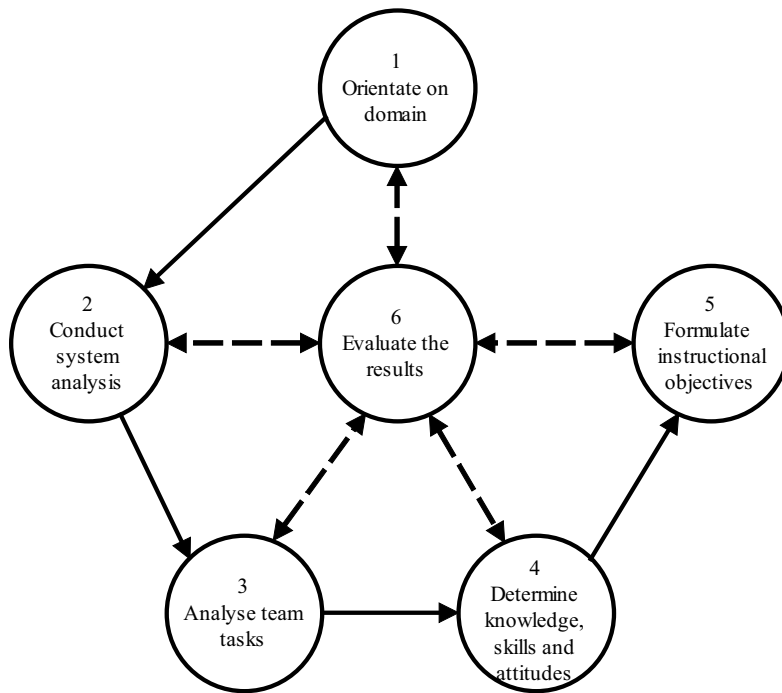 1
Orientate on
domain
2
Conduct
system
analysis
6
Evaluate the
results
5
Formulate
instructional
objectives
3
Analyse team
tasks
4
Determine
knowledge,
skills and
attitudes